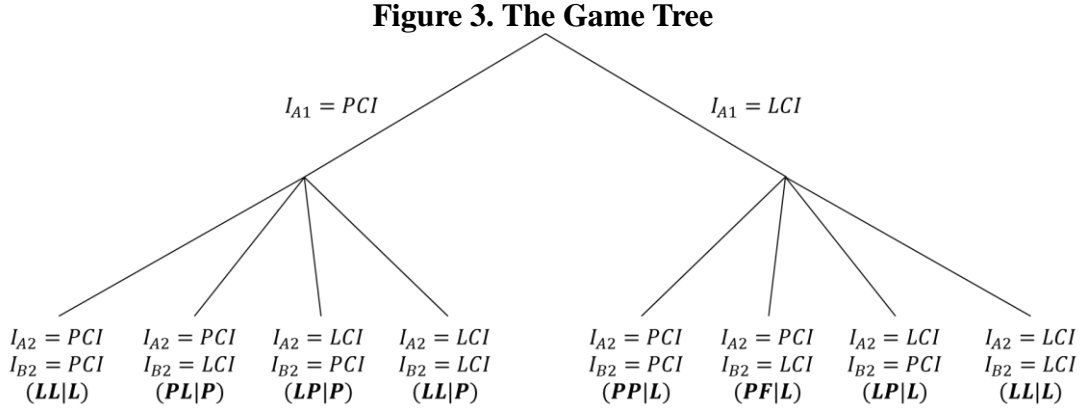 Figure 3. The Game Tree
I_{A1} = PCI I_{A1} = LCI
I_{A2} = PCI I_{A2} = PCI I_{A2} = LCI I_{A2} = LCI I_{A2} = PCI I_{A2} = PCI I_{A2} = LCI I_{A2} = LCI
I_{B2} = PCI I_{B2} = LCI I_{B2} = PCI I_{B2} = LCI I_{B2} = PCI I_{B2} = LCI I_{B2} = PCI I_{B2} = LCI
(LL|L) (PL|P) (LP|P) (LL|P) (PP|L) (PF|L) (LP|L) (LL|L)